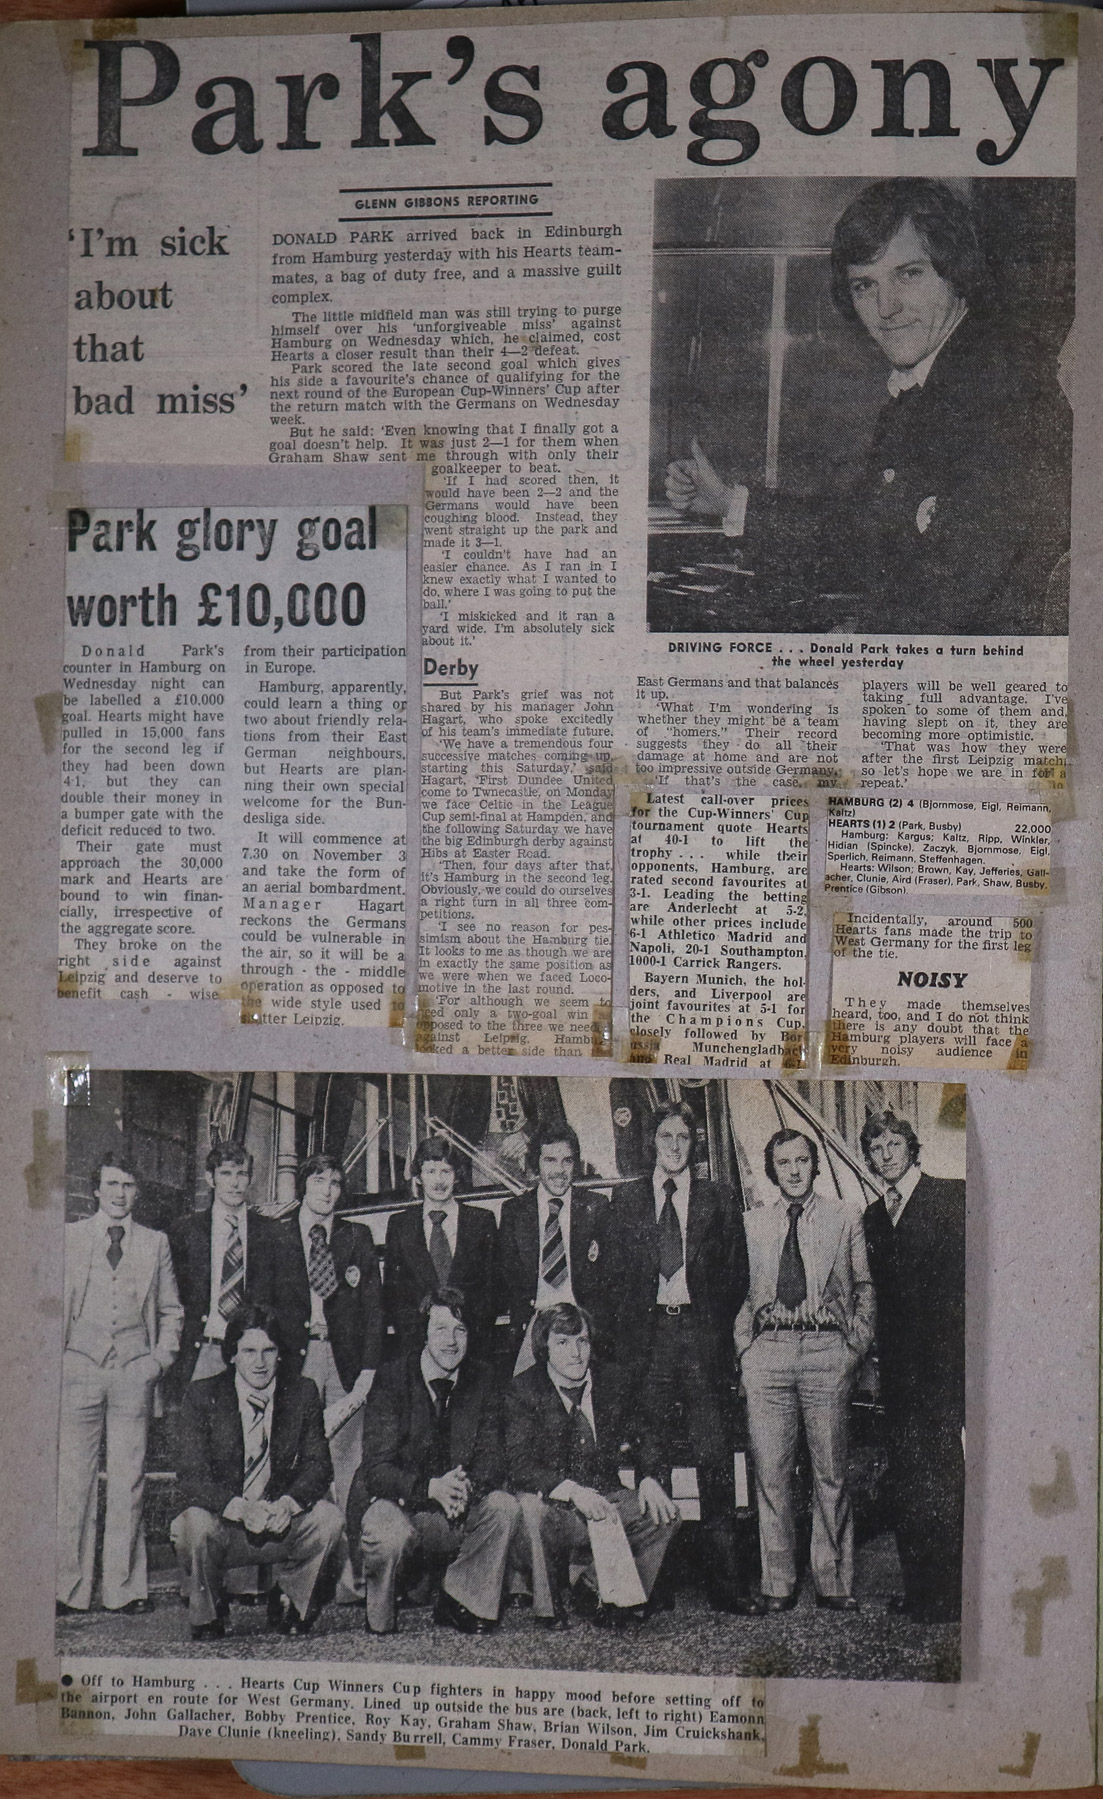 Park's agony
'I'm sick
about
that
bad miss'
GLENN GIBBONS REPORTING
DONALD PARK arrived back in Edinburgh
from Hamburg yesterday with his Hearts team-
mates, a bag of duty free, and a massive guilt
complex.
The little midfield man was still trying to purge
himself over his 'unforgiveable miss' against
Hamburg on Wednesday which, he claimed, cost
Hearts a closer result than their 4—2 defeat.
Park scored the late second goal which gives
his side a favourite's chance of qualifying for the
next round of the European Cup-Winners' Cup after
the return match with the Germans on Wednesday
week.
But he said: 'Even knowing that I finally got a
goal doesn't help. It was just 2—1 for them when
Graham Shaw sent me through with only their
goalkeeper to beat.
'If I had scored then, it
would have been 2—2 and the
Germans would have been
coughing blood. Instead, they
went straight up the park and
made it 3—1.
'I couldn't have had an
easier chance. As I ran in I
knew exactly what I wanted to
do, where I was going to put the
ball.'
'I miskicked and it ran a
yard wide. I'm absolutely sick
about it.'
Derby
But Park's grief was not
shared by his manager John
Hagart, who spoke excitedly
of his team's immediate future.
'We have a tremendous four
successive matches coming up,
starting this Saturday,' said
Hagart. 'First Dundee United
come to Tynecastle, on Monday
we face Celtic in the League
Cup semi-final at Hampden, and
the following Saturday we have
the big Edinburgh derby against
Hibs at Easter Road.
'Then, four days after that,
it's Hamburg in the second leg.
Obviously, we could do ourselves
a right turn in all three com-
petitions.
'I see no reason for pes-
simism about the Hamburg tie.
It looks to me as though we are
in exactly the same position as
we were when we faced Loco-
motive in the last round.
'For although we seem to
need only a two-goal win as
opposed to the three we needed
against Leipzig, Hamburg
looked a better side than the
East Germans and that balances
it up.
'What I'm wondering is
whether they might be a team
of "homers." Their record
suggests they do all their
damage at home and are not
too impressive outside Germany.
'If that's the case, my
players will be well geared to
taking full advantage. I've
spoken to some of them and,
having slept on it, they are
becoming more optimistic.
'That was how they were
after the first Leipzig match,
so let's hope we are in for a
repeat.'
DRIVING FORCE . . . Donald Park takes a turn behind
the wheel yesterday
Park glory goal
worth £10,000
Donald Park's
counter in Hamburg on
Wednesday night can
be labelled a £10,000
goal. Hearts might have
pulled in 15,000 fans
for the second leg if
they had been down
4-1, but they can
double their money in
a bumper gate with the
deficit reduced to two.
Their gate must
approach the 30,000
mark and Hearts are
bound to win finan-
cially, irrespective of
the aggregate score.
They broke on the
right side against
Leipzig and deserve to
benefit cash - wise
from their participation
in Europe.
Hamburg, apparently,
could learn a thing or
two about friendly rela-
tions from their East
German neighbours,
but Hearts are plan-
ning their own special
welcome for the Bun-
desliga side.
It will commence at
7.30 on November 3
and take the form of
an aerial bombardment.
Manager Hagart
reckons the Germans
could be vulnerable in
the air, so it will be a
through - the - middle
operation as opposed to
the wide style used to
shatter Leipzig.
Latest call-over prices
for the Cup-Winners' Cup
tournament quote Hearts
at 40-1 to lift the
trophy . . . while their
opponents, Hamburg, are
rated second favourites at
3-1. Leading the betting
are Anderlecht at 5-2,
while other prices include
6-1 Athletico Madrid and
Napoli, 20-1 Southampton,
1000-1 Carrick Rangers.
Bayern Munich, the hol-
ders, and Liverpool are
joint favourites at 5-1 for
the Champions Cup,
closely followed by Bor-
ussia Munchengladbach
and Real Madrid at 6-1
HAMBURG (2) 4 (Bjornmose, Eigl, Reimann,
Kaltz)
HEARTS (1) 2 (Park, Busby) 22,000
Hamburg: Kargus; Kaltz, Ripp, Winkler,
Hidian (Spincke), Zaczyk, Bjornmose, Eigl,
Sperlich, Reimann, Steffenhagen.
Hearts: Wilson; Brown, Kay, Jefferies, Gall-
acher, Clunie, Aird (Fraser), Park, Shaw, Busby,
Prentice (Gibson).
Incidentally, around 500
Hearts fans made the trip to
West Germany for the first leg
of the tie.
NOISY
They made themselves
heard, too, and I do not think
there is any doubt that the
Hamburg players will face a
very noisy audience in
Edinburgh.
● Off to Hamburg . . . Hearts Cup Winners Cup fighters in happy mood before setting off to
the airport en route for West Germany. Lined up outside the bus are (back, left to right) Eamonn
Bannon, John Gallacher, Bobby Prentice, Roy Kay, Graham Shaw, Brian Wilson, Jim Cruickshank,
Dave Clunie (kneeling), Sandy Burrell, Cammy Fraser, Donald Park.